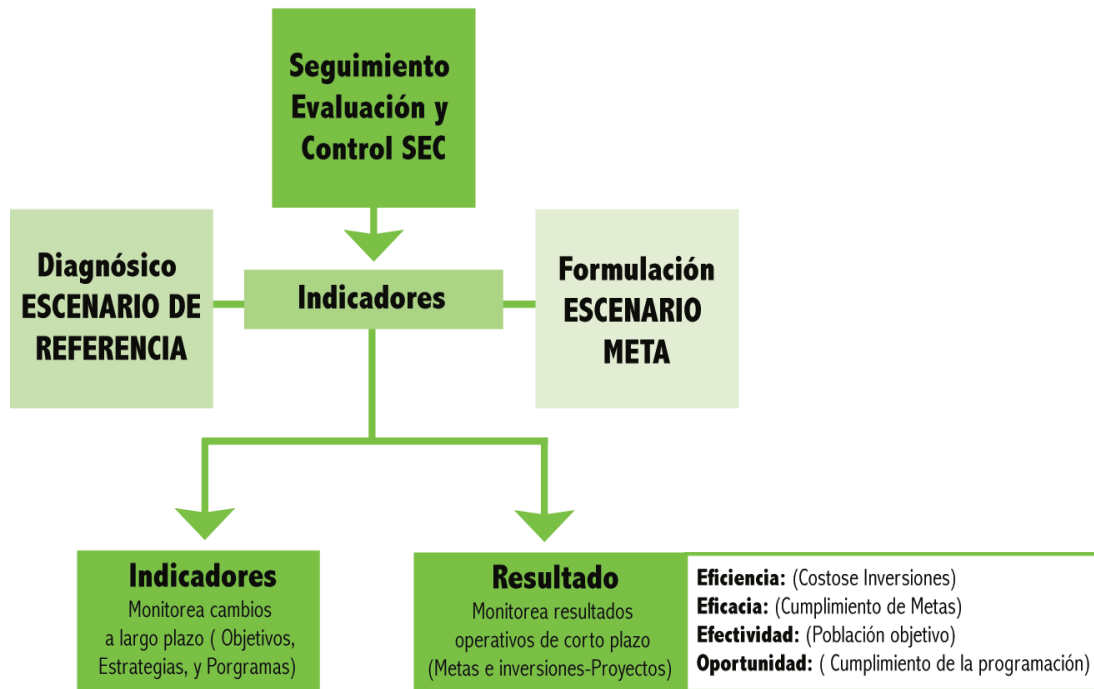 Seguimiento
Evaluación y
Control SEC
Diagnósico
ESCENARIO DE
REFERENCIA
Indicadores
Formulación
ESCENARIO
META
Indicadores
Monitorea cambios
a largo plazo ( Objetivos,
Estrategias, y Porgramas)
Resultado
Monitorea resultados
operativos de corto plazo
(Metas e inversiones-Proyectos)
Eficiencia: (Costose Inversiones)
Eficacia: (Cumplimiento de Metas)
Efectividad: (Población objetivo)
Oportunidad: ( Cumplimiento de la programación)